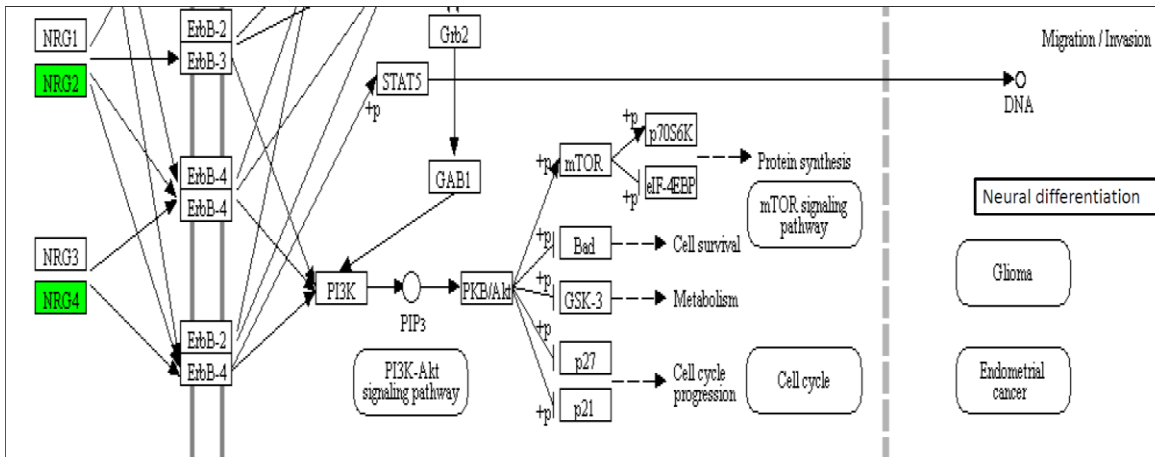 NRG1
NRG2
NRG3
NRG4
ErbB-2
ErbB-3
ErbB-4
ErbB-4
ErbB-2
ErbB-4
Grb2
STAT5
+p
GAB1
PI3K
PIP3
PKB/Akt
PI3K-Akt
signaling pathway
+p
mTOR
+p
p70S6K
eIF-4EBP
+p
Protein synthesis
mTOR signaling
pathway
+p
Bad
Cell survival
+p
GSK-3
Metabolism
+p
p27
p21
+p
Cell cycle
progression
Cell cycle
Migration / Invasion
DNA
Neural differentiation
Glioma
Endometrial
cancer